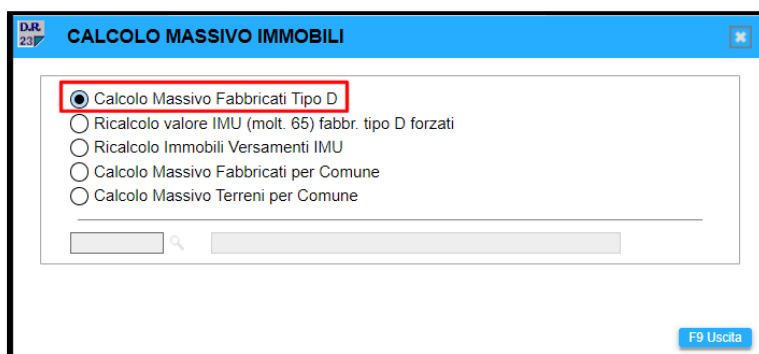 D.R.
23
CALCOLO MASSIVO IMMOBILI
Calcolo Massivo Fabbricati Tipo D
Ricalcolo valore IMU (molt. 65) fabbr. tipo D forzati
Ricalcolo Immobili Versamenti IMU
Calcolo Massivo Fabbricati per Comune
Calcolo Massivo Terreni per Comune
F9 Uscita